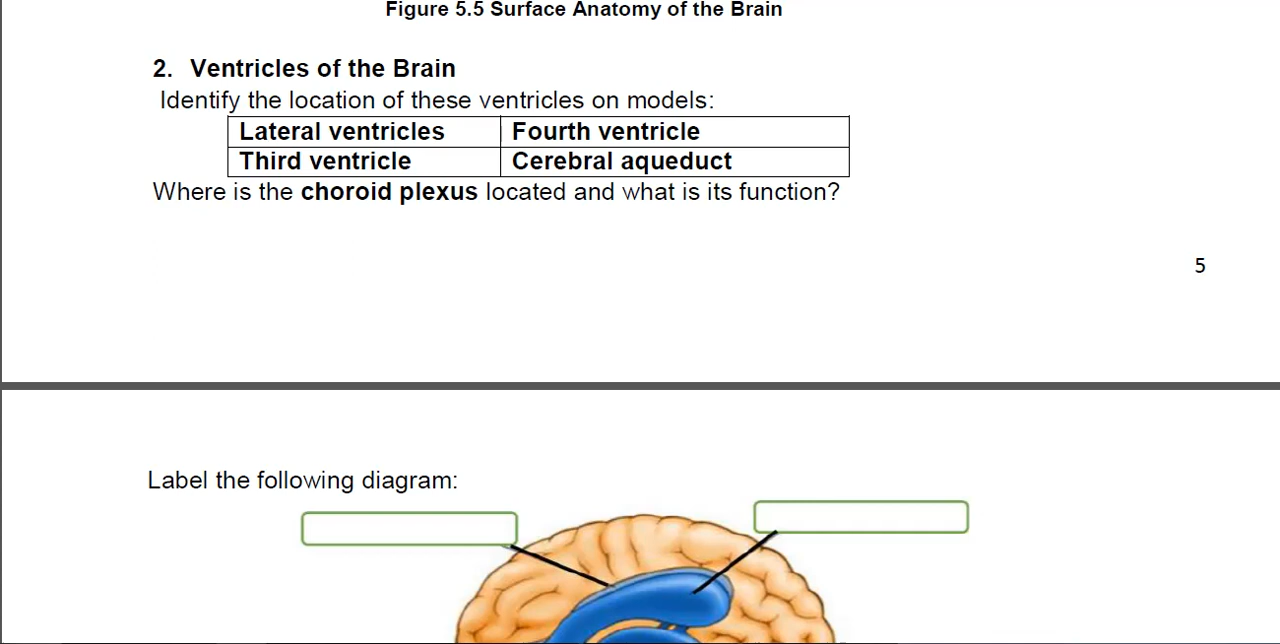 Figure 5.5 Surface Anatomy of the Brain
2. Ventricles of the Brain
Identify the location of these ventricles on models:
Lateral ventricles Fourth ventricle
Third ventricle Cerebral aqueduct
Where is the choroid plexus located and what is its function?
5
Label the following diagram: